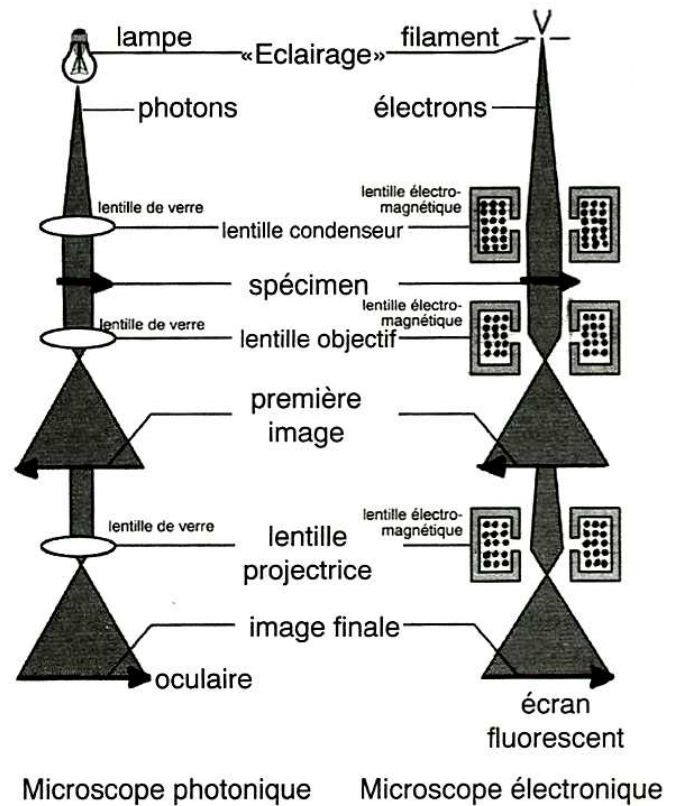 lampe
«Eclairage»
filament
photons
électrons
lentille de verre
lentille électro-
magnétique
lentille condenseur
spécimen
lentille de verre
lentille électro-
magnétique
lentille objectif
première
image
lentille de verre
lentille électro-
magnétique
lentille
projectrice
image finale
oculaire
écran
fluorescent
Microscope photonique
Microscope électronique